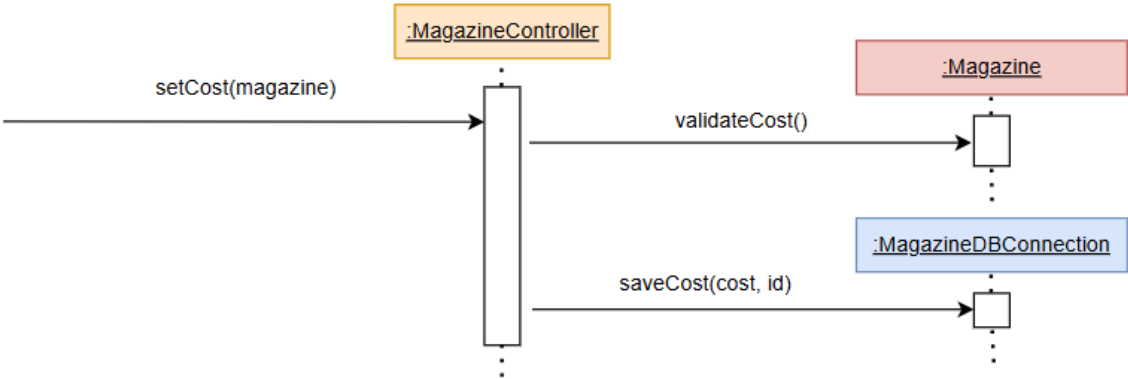 :MagazineController
:Magazine
setCost(magazine)
validateCost()
:MagazineDBConnection
saveCost(cost, id)